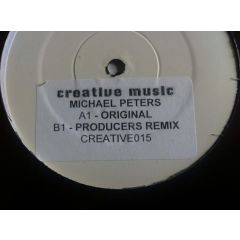 creative music
MICHAEL PETERS
A1 - ORIGINAL
B1 - PRODUCERS REMIX
CREATIVE015